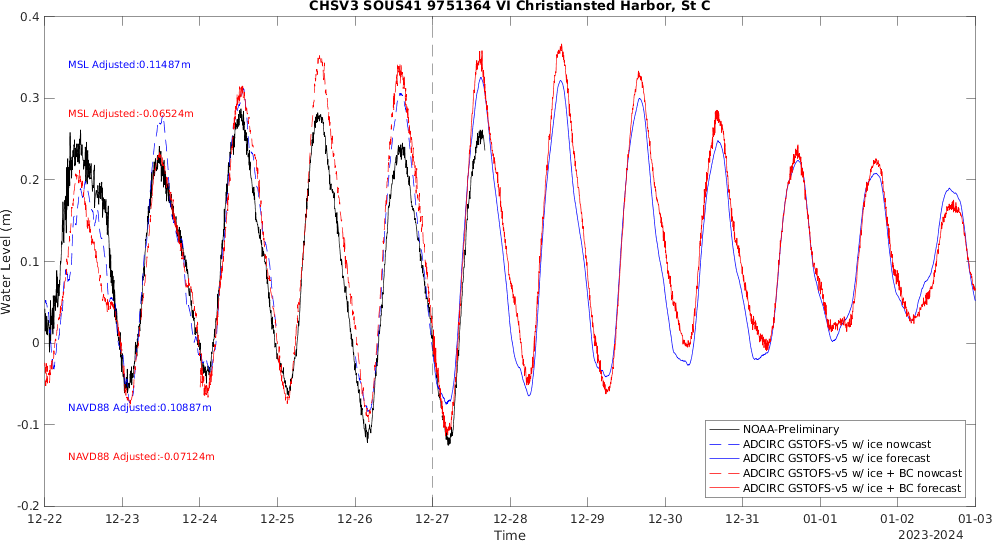 CHSV3 SOUS41 9751364 VI Christiansted Harbor, St C
0.4
0.3
0.2
0.1
0
-0.1
-0.2
Water Level (m)
MSL Adjusted:0.11487m
MSL Adjusted:-0.06524m
NAVD88 Adjusted:0.10887m
NAVD88 Adjusted:-0.07124m
NOAA-Preliminary
ADCIRC GSTOFS-v5 w/ ice nowcast
ADCIRC GSTOFS-v5 w/ ice forecast
ADCIRC GSTOFS-v5 w/ ice + BC nowcast
ADCIRC GSTOFS-v5 w/ ice + BC forecast
12-22 12-23 12-24 12-25 12-26 12-27 12-28 12-29 12-30 12-31 01-01 01-02 01-03
Time
2023-2024